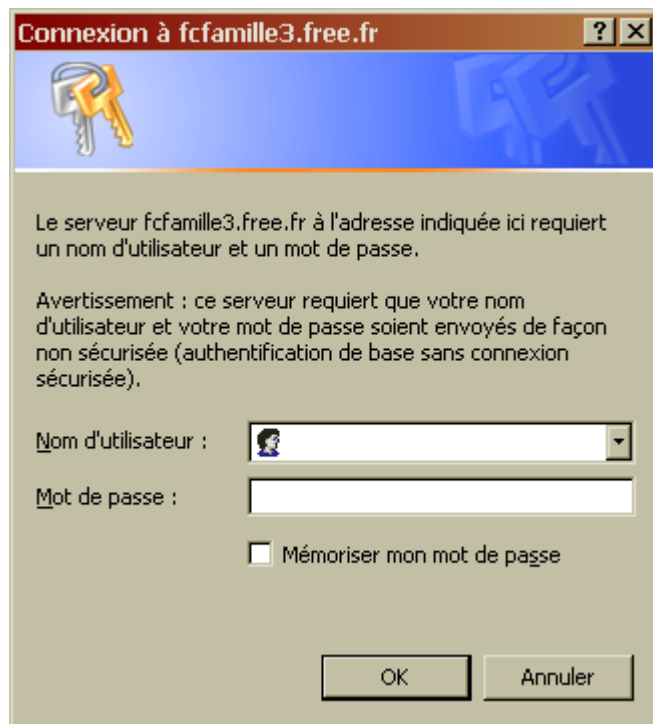 Connexion à fcfamille3.free.fr
Le serveur fcfamille3.free.fr à l'adresse indiquée ici requiert
un nom d'utilisateur et un mot de passe.
Avertissement : ce serveur requiert que votre nom
d'utilisateur et votre mot de passe soient envoyés de façon
non sécurisée (authentification de base sans connexion
sécurisée).
Nom d'utilisateur :
Mot de passe :
Mémoriser mon mot de passe
OK Annuler